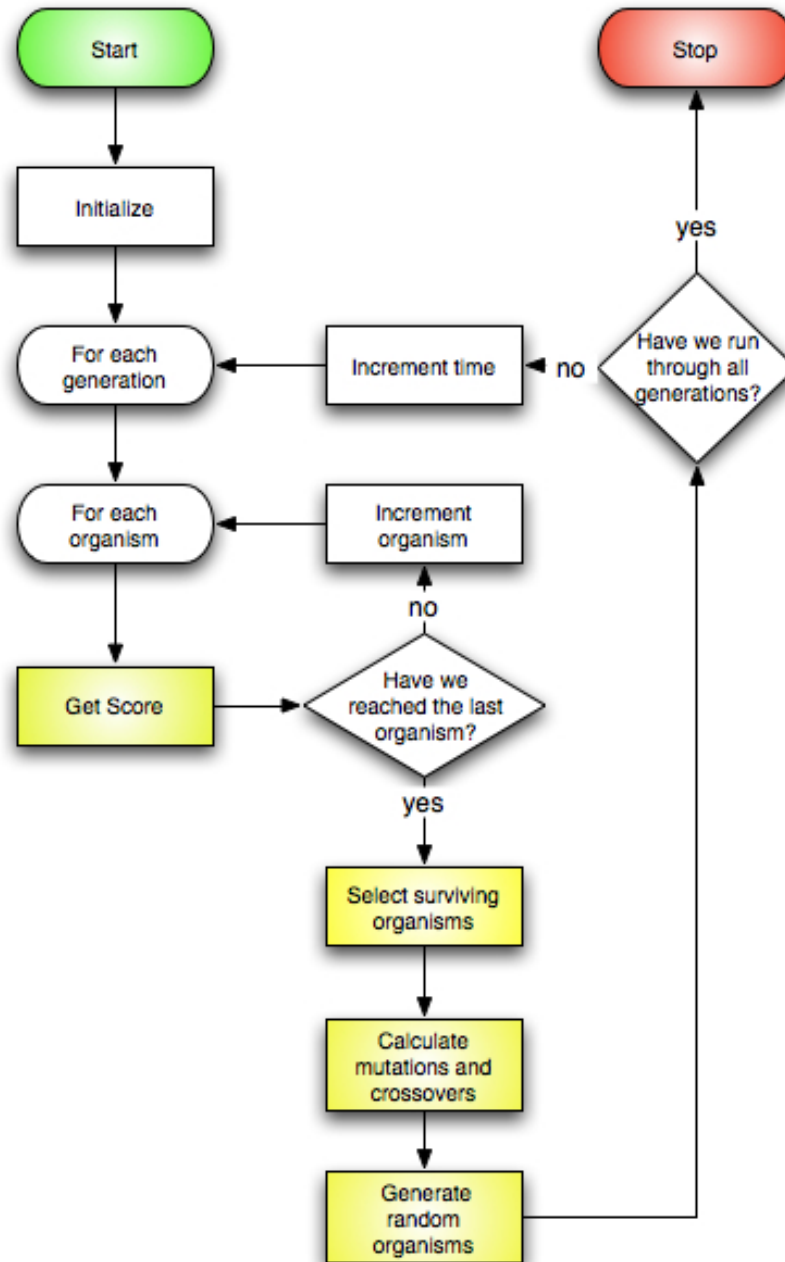 Start
Stop
Initialize
yes
For each
generation
Increment time
no
Have we run
through all
generations?
For each
organism
Increment
organism
no
Get Score
Have we
reached the last
organism?
yes
Select surviving
organisms
Calculate
mutations and
crossovers
Generate
random
organisms